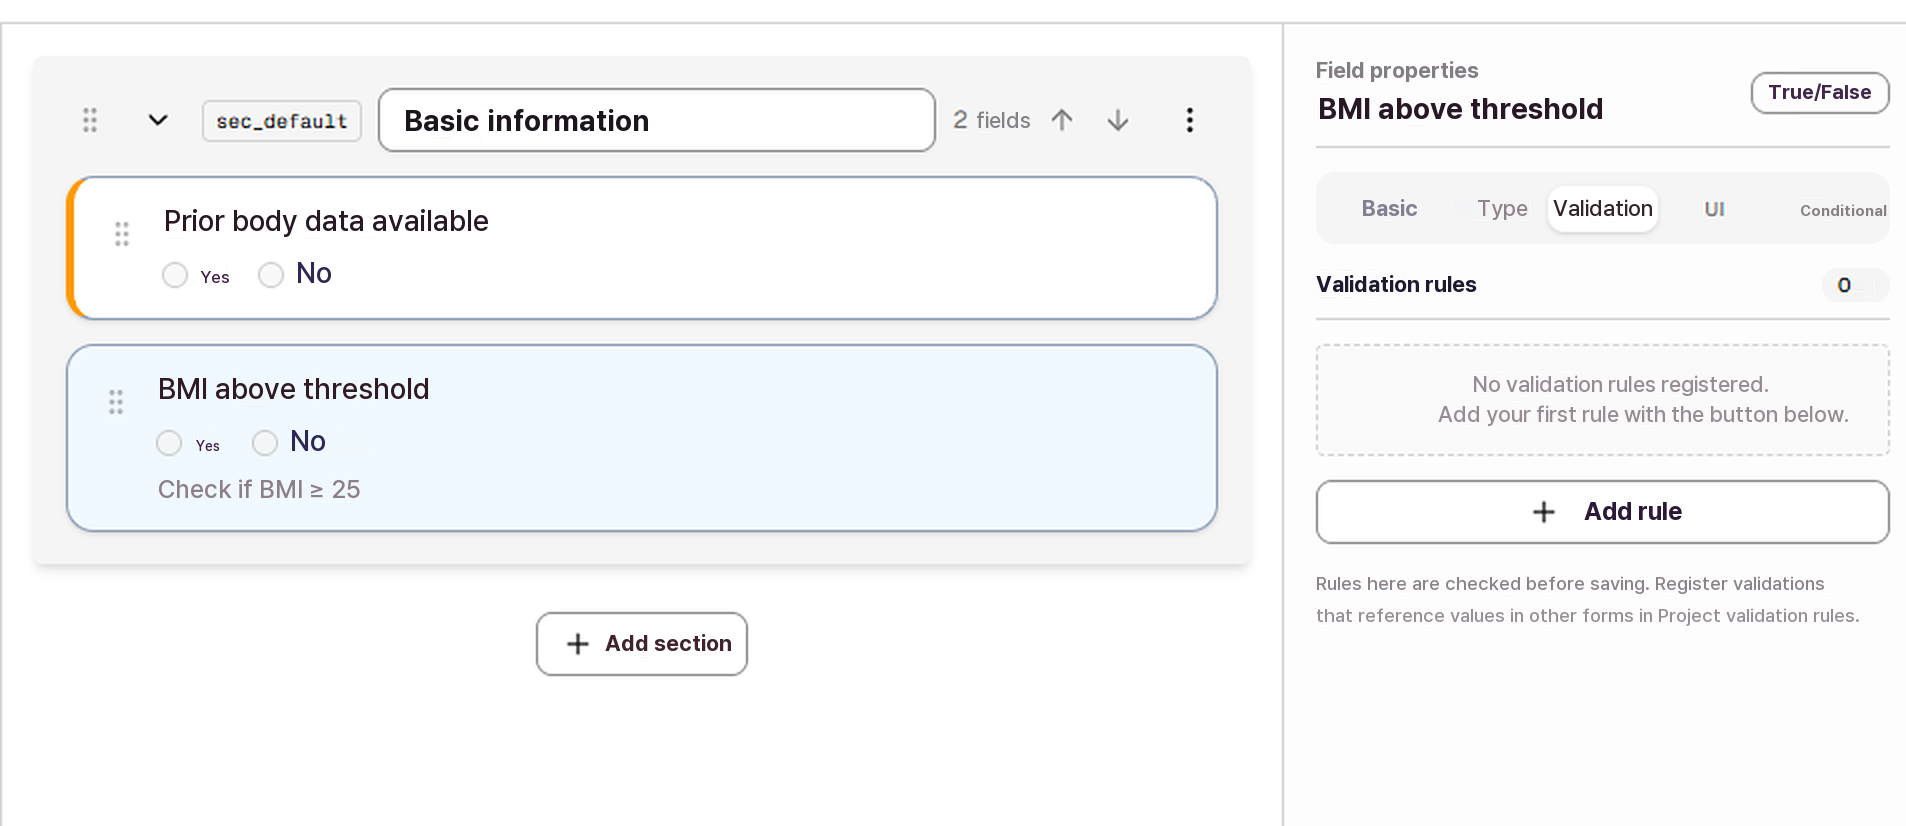 sec_default
Basic information
2 fields
Prior body data available
Yes No
BMI above threshold
Yes No
Check if BMI ≥ 25
Add section
Field properties
BMI above threshold
True/False
Basic Type Validation UI Conditional
Validation rules
0
No validation rules registered.
Add your first rule with the button below.
Add rule
Rules here are checked before saving. Register validations
that reference values in other forms in Project validation rules.